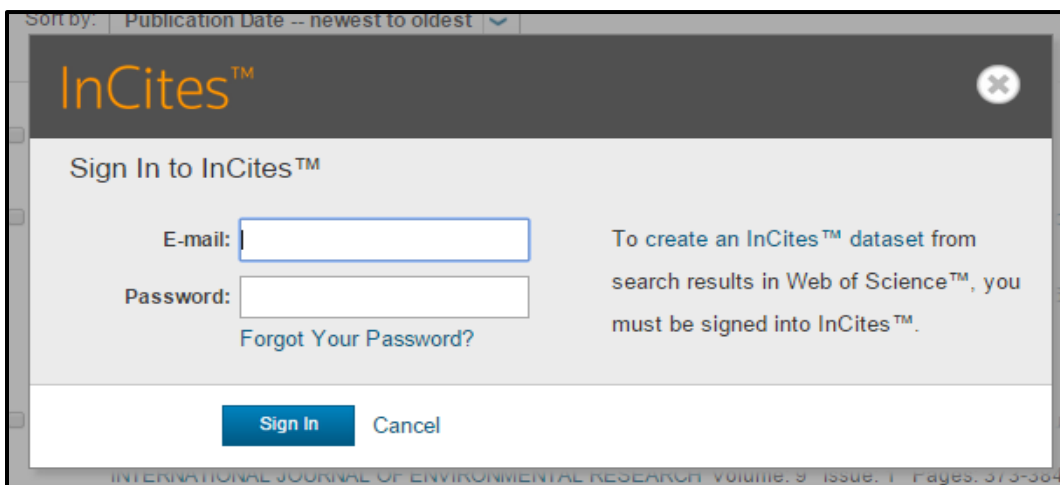 Sort by: Publication Date -- newest to oldest
InCites™
Sign In to InCites™
E-mail:
To create an InCites™ dataset from
search results in Web of Science™, you
must be signed into InCites™.
Password:
Forgot Your Password?
Sign In Cancel
INTERNATIONAL JOURNAL OF ENVIRONMENTAL RESEARCH Volume: 9 Issue: 1 Pages: 373-384